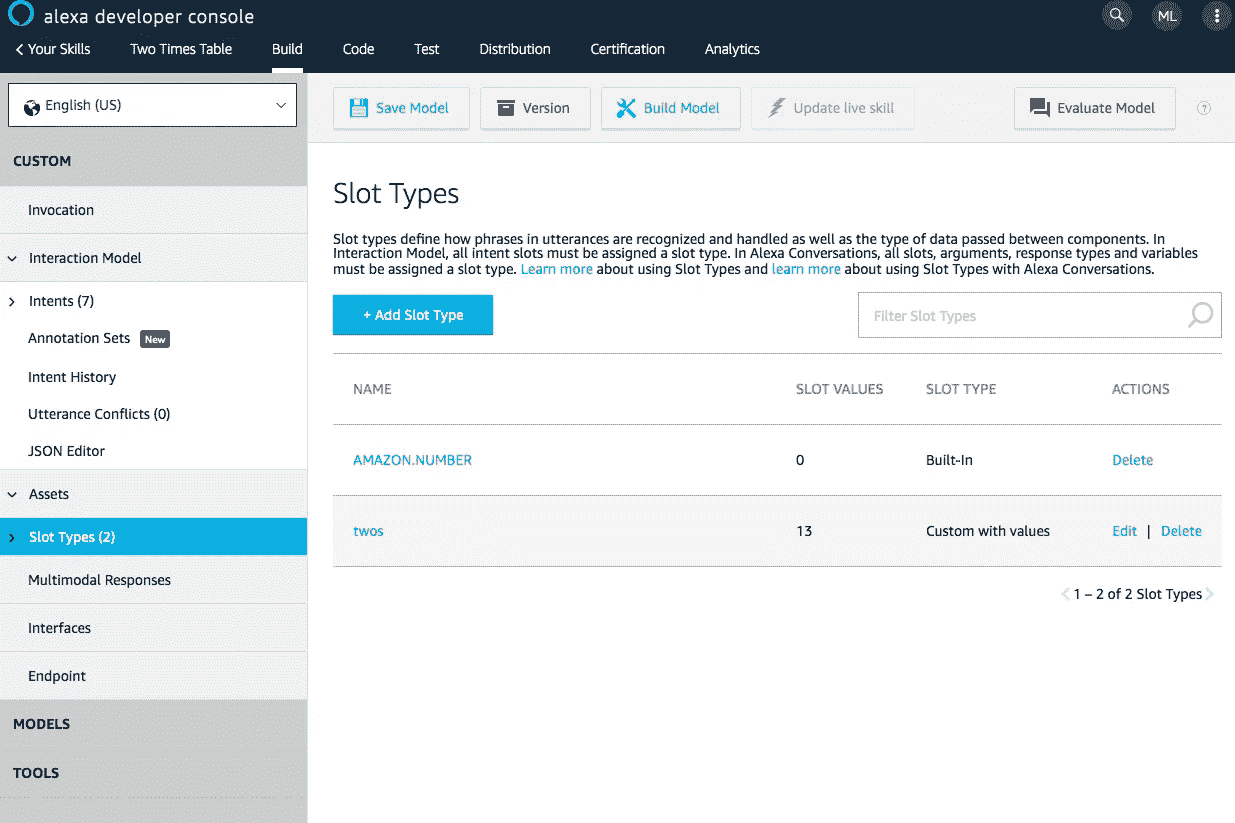 alexa developer console
ML
Your Skills
Two Times Table
Build
Code
Test
Distribution
Certification
Analytics
English (US)
Save Model
Version
Build Model
Update live skill
Evaluate Model
?
CUSTOM
Invocation
Interaction Model
Intents (7)
Annotation Sets New
Intent History
Utterance Conflicts (0)
JSON Editor
Assets
Slot Types (2)
Multimodal Responses
Interfaces
Endpoint
MODELS
TOOLS
Slot Types
Slot types define how phrases in utterances are recognized and handled as well as the type of data passed between components. In
Interaction Model, all intent slots must be assigned a slot type. In Alexa Conversations, all slots, arguments, response types and variables
must be assigned a slot type. Learn more about using Slot Types and learn more about using Slot Types with Alexa Conversations.
+ Add Slot Type
Filter Slot Types
NAME SLOT VALUES SLOT TYPE ACTIONS
AMAZON.NUMBER 0 Built-In Delete
twos 13 Custom with values Edit | Delete
1 – 2 of 2 Slot Types